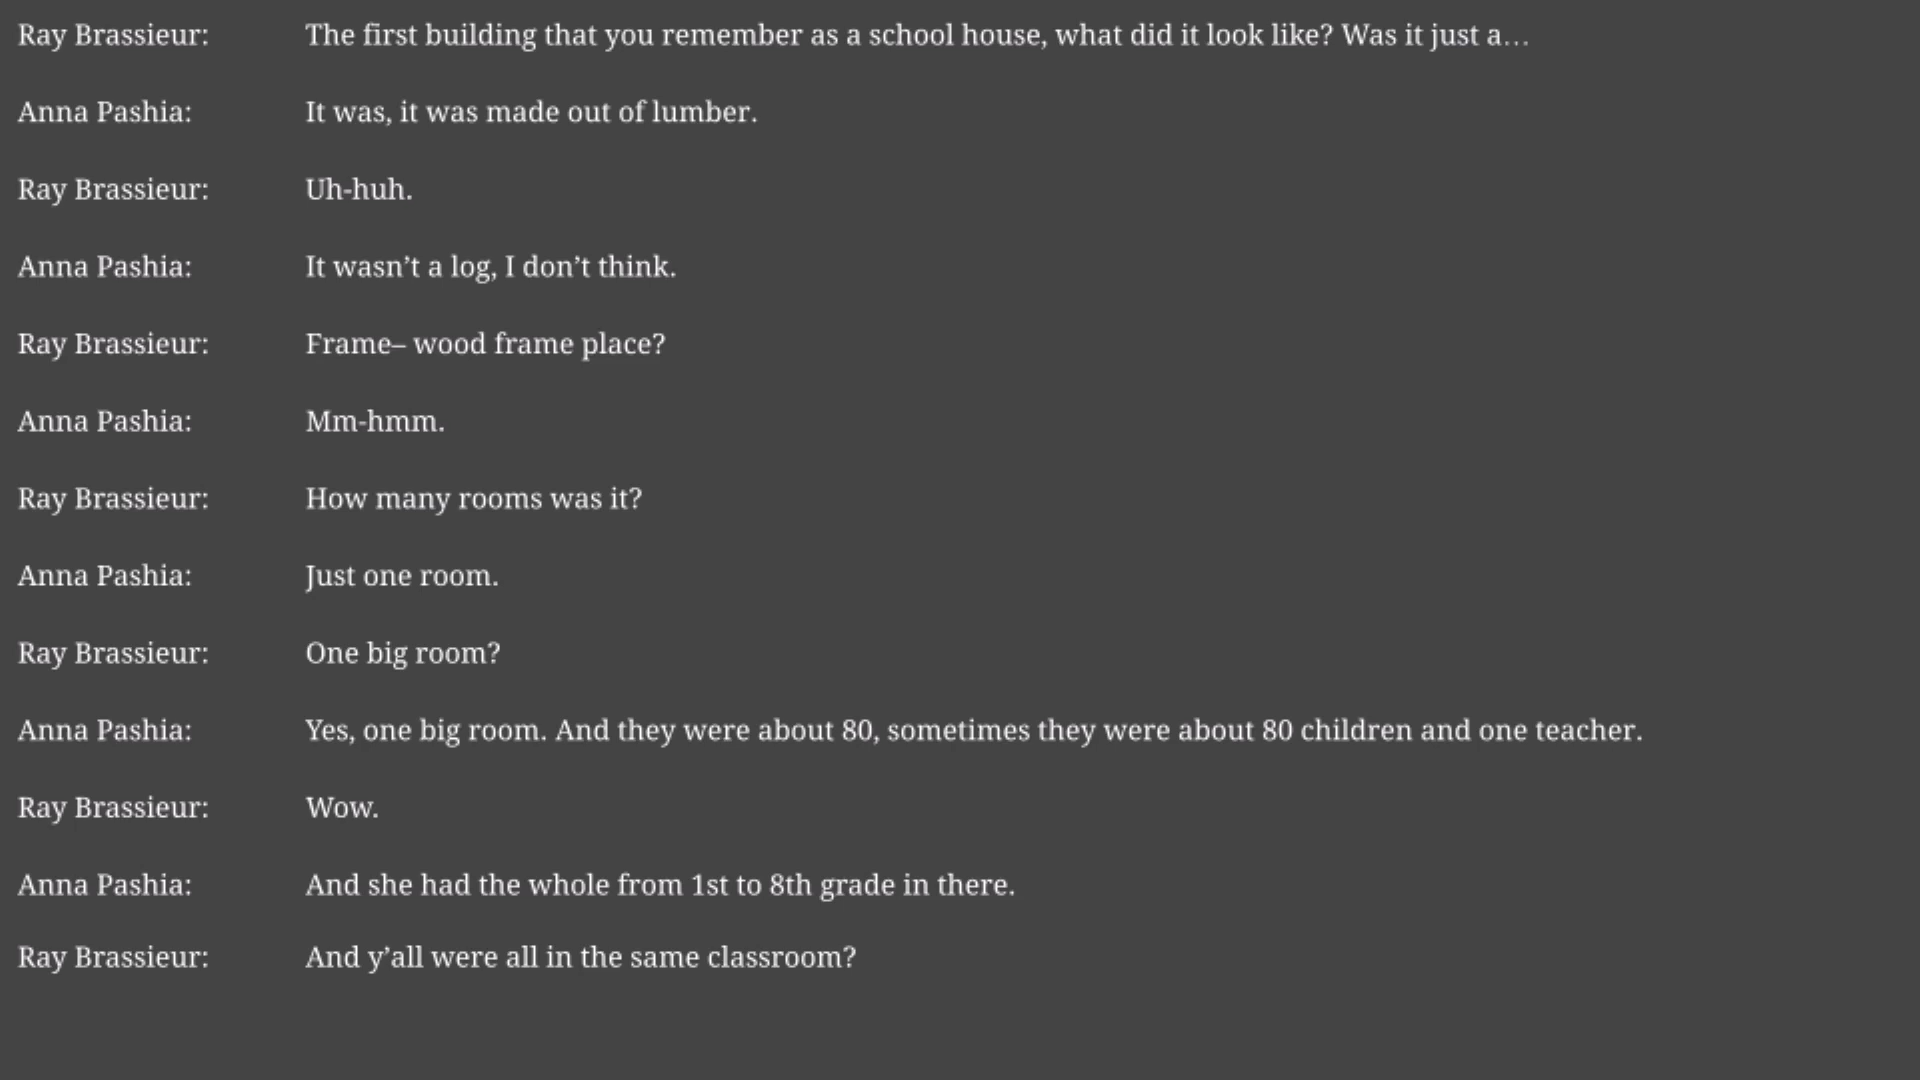 Ray Brassieur: The first building that you remember as a school house, what did it look like? Was it just a…
Anna Pashia: It was, it was made out of lumber.
Ray Brassieur: Uh-huh.
Anna Pashia: It wasn’t a log, I don’t think.
Ray Brassieur: Frame– wood frame place?
Anna Pashia: Mm-hmm.
Ray Brassieur: How many rooms was it?
Anna Pashia: Just one room.
Ray Brassieur: One big room?
Anna Pashia: Yes, one big room. And they were about 80, sometimes they were about 80 children and one teacher.
Ray Brassieur: Wow.
Anna Pashia: And she had the whole from 1st to 8th grade in there.
Ray Brassieur: And y’all were all in the same classroom?